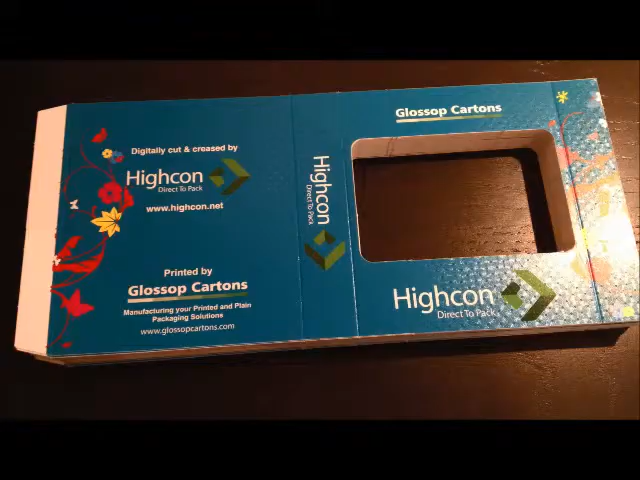 Digitally cut & creased by
Highcon
Direct To Pack
www.highcon.net
Printed by
Glossop Cartons
Manufacturing your Printed and Plain
Packaging Solutions
www.glossopcartons.com
Highcon
Direct To Pack
Glossop Cartons
Highcon
Direct To Pack